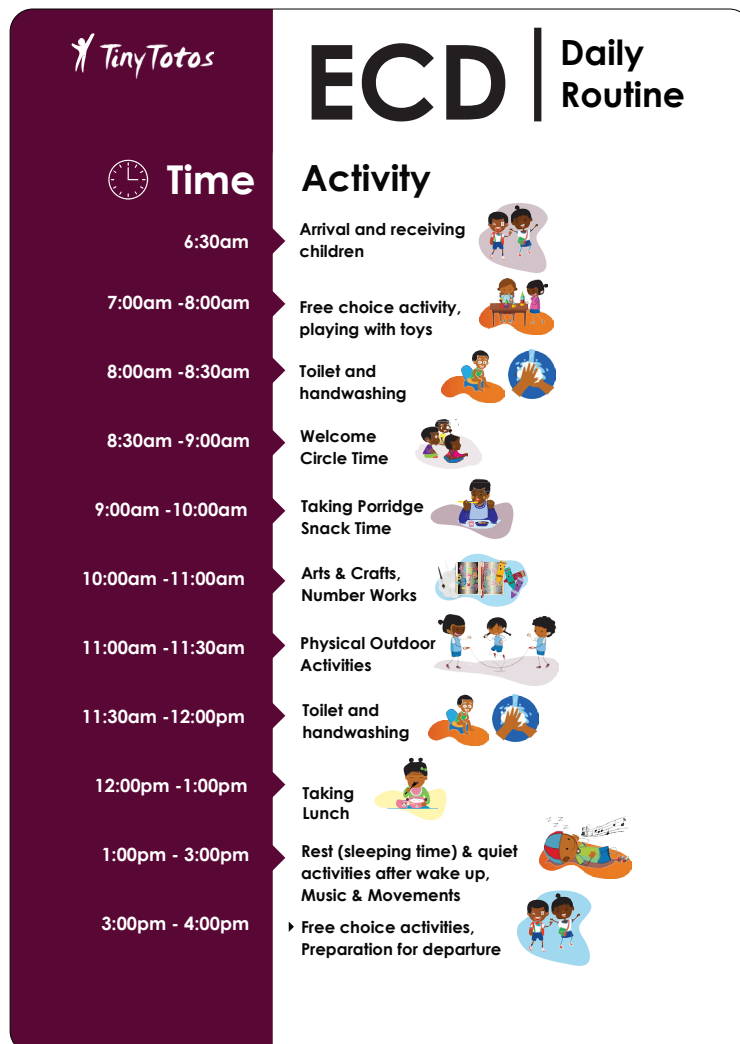 TinyTotos
ECD
Daily
Routine
Time
Activity
6:30am
Arrival and receiving
children
7:00am -8:00am
Free choice activity,
playing with toys
8:00am -8:30am
Toilet and
handwashing
8:30am -9:00am
Welcome
Circle Time
9:00am -10:00am
Taking Porridge
Snack Time
10:00am -11:00am
Arts & Crafts,
Number Works
11:00am -11:30am
Physical Outdoor
Activities
11:30am -12:00pm
Toilet and
handwashing
12:00pm -1:00pm
Taking
Lunch
1:00pm - 3:00pm
Rest (sleeping time) & quiet
activities after wake up,
Music & Movements
3:00pm - 4:00pm
Free choice activities,
Preparation for departure